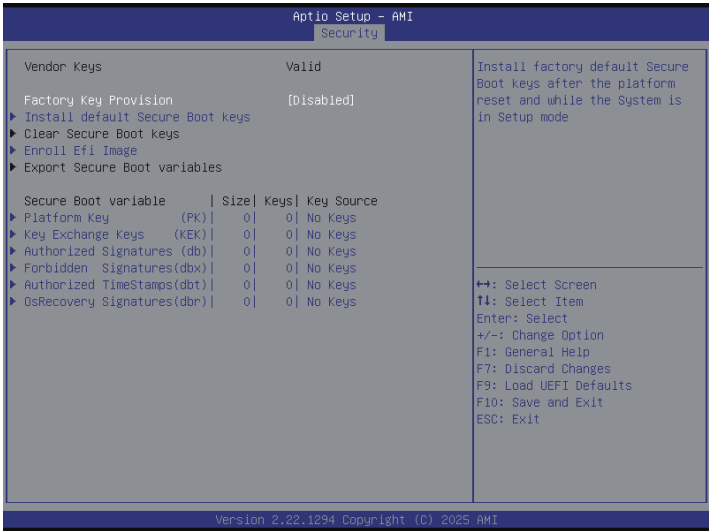 Aptio Setup – AMI
Security
Vendor Keys Valid
Factory Key Provision [Disabled]
Install default Secure Boot keys
Clear Secure Boot keys
Enroll Efi Image
Export Secure Boot variables
Secure Boot variable | Size| Keys| Key Source
Platform Key (PK)| 0| 0| No Keys
Key Exchange Keys (KEK)| 0| 0| No Keys
Authorized Signatures (db)| 0| 0| No Keys
Forbidden Signatures(dbx)| 0| 0| No Keys
Authorized TimeStamps(dbt)| 0| 0| No Keys
OsRecovery Signatures(dbr)| 0| 0| No Keys
Install factory default Secure
Boot keys after the platform
reset and while the System is
in Setup mode
↔: Select Screen
↑↓: Select Item
Enter: Select
+/-: Change Option
F1: General Help
F7: Discard Changes
F9: Load UEFI Defaults
F10: Save and Exit
ESC: Exit
Version 2.22.1294 Copyright (C) 2025 AMI